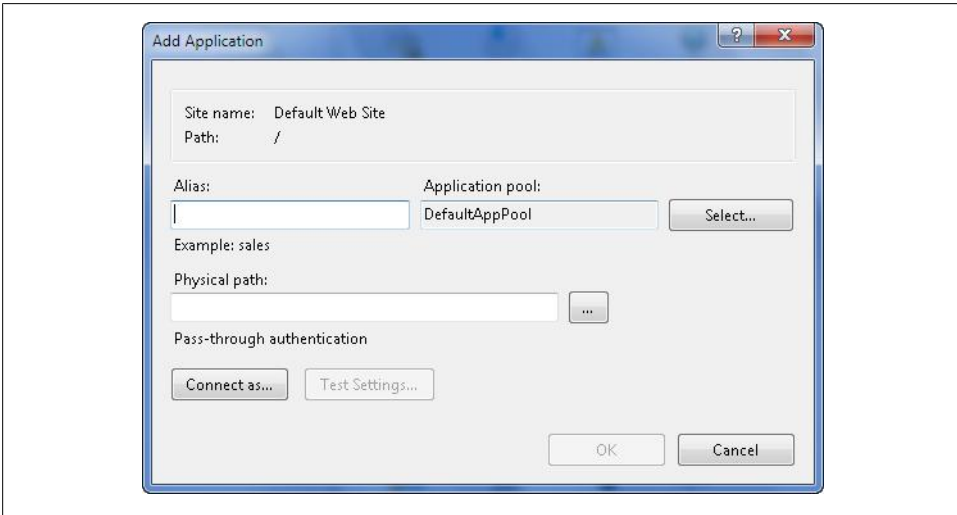 Add Application
?
X
Site name: Default Web Site
Path: /
Alias: Application pool:
DefaultAppPool Select...
Example: sales
Physical path:
...
Pass-through authentication
Connect as... Test Settings...
OK Cancel